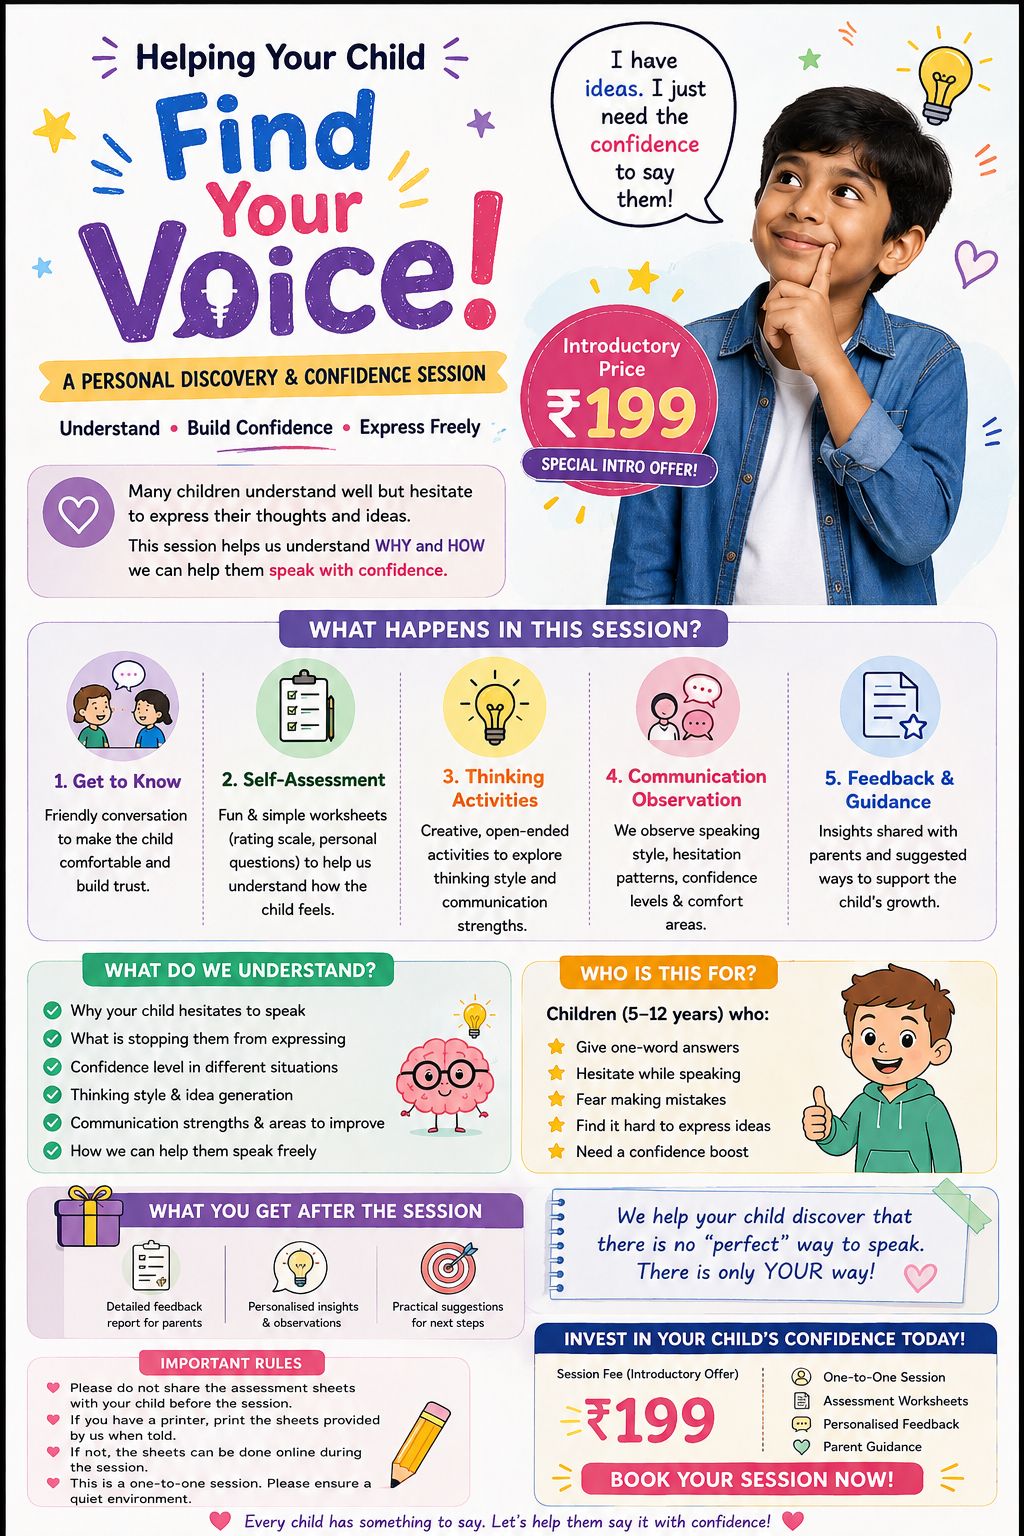 Helping Your Child
Find
Your
Voice!
A PERSONAL DISCOVERY & CONFIDENCE SESSION
Understand • Build Confidence • Express Freely
I have
ideas. I just
need the
confidence
to say
them!
Introductory
Price
₹199
SPECIAL INTRO OFFER!
Many children understand well but hesitate
to express their thoughts and ideas.
This session helps us understand WHY and HOW
we can help them speak with confidence.
WHAT HAPPENS IN THIS SESSION?
1. Get to Know
Friendly conversation
to make the child
comfortable and
build trust.
2. Self-Assessment
Fun & simple worksheets
(rating scale, personal
questions) to help us
understand how the
child feels.
3. Thinking
Activities
Creative, open-ended
activities to explore
thinking style and
communication
strengths.
4. Communication
Observation
We observe speaking
style, hesitation
patterns, confidence
levels & comfort
areas.
5. Feedback &
Guidance
Insights shared with
parents and suggested
ways to support the
child's growth.
WHAT DO WE UNDERSTAND?
Why your child hesitates to speak
What is stopping them from expressing
Confidence level in different situations
Thinking style & idea generation
Communication strengths & areas to improve
How we can help them speak freely
WHO IS THIS FOR?
Children (5–12 years) who:
Give one-word answers
Hesitate while speaking
Fear making mistakes
Find it hard to express ideas
Need a confidence boost
WHAT YOU GET AFTER THE SESSION
Detailed feedback
report for parents
Personalised insights
& observations
Practical suggestions
for next steps
We help your child discover that
there is no “perfect” way to speak.
There is only YOUR way!
IMPORTANT RULES
Please do not share the assessment sheets
with your child before the session.
If you have a printer, print the sheets provided
by us when told.
If not, the sheets can be done online during
the session.
This is a one-to-one session. Please ensure a
quiet environment.
INVEST IN YOUR CHILD'S CONFIDENCE TODAY!
Session Fee (Introductory Offer)
₹199
One-to-One Session
Assessment Worksheets
Personalised Feedback
Parent Guidance
BOOK YOUR SESSION NOW!
Every child has something to say. Let's help them say it with confidence!